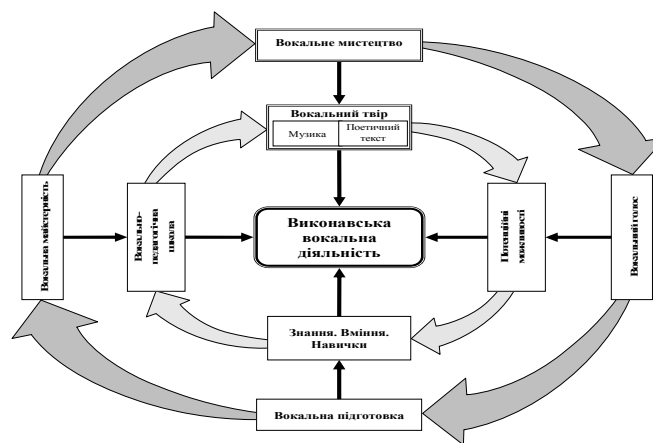 Вокальне мистецтво
Вокальний твір
Музика
Поетичний
текст
Вокальна майстерність
Вокально-
педагогічна
школа
Виконавська
вокальна
діяльність
Потенційні
можливості
Вокальний голос
Знання. Вміння.
Навички
Вокальна підготовка